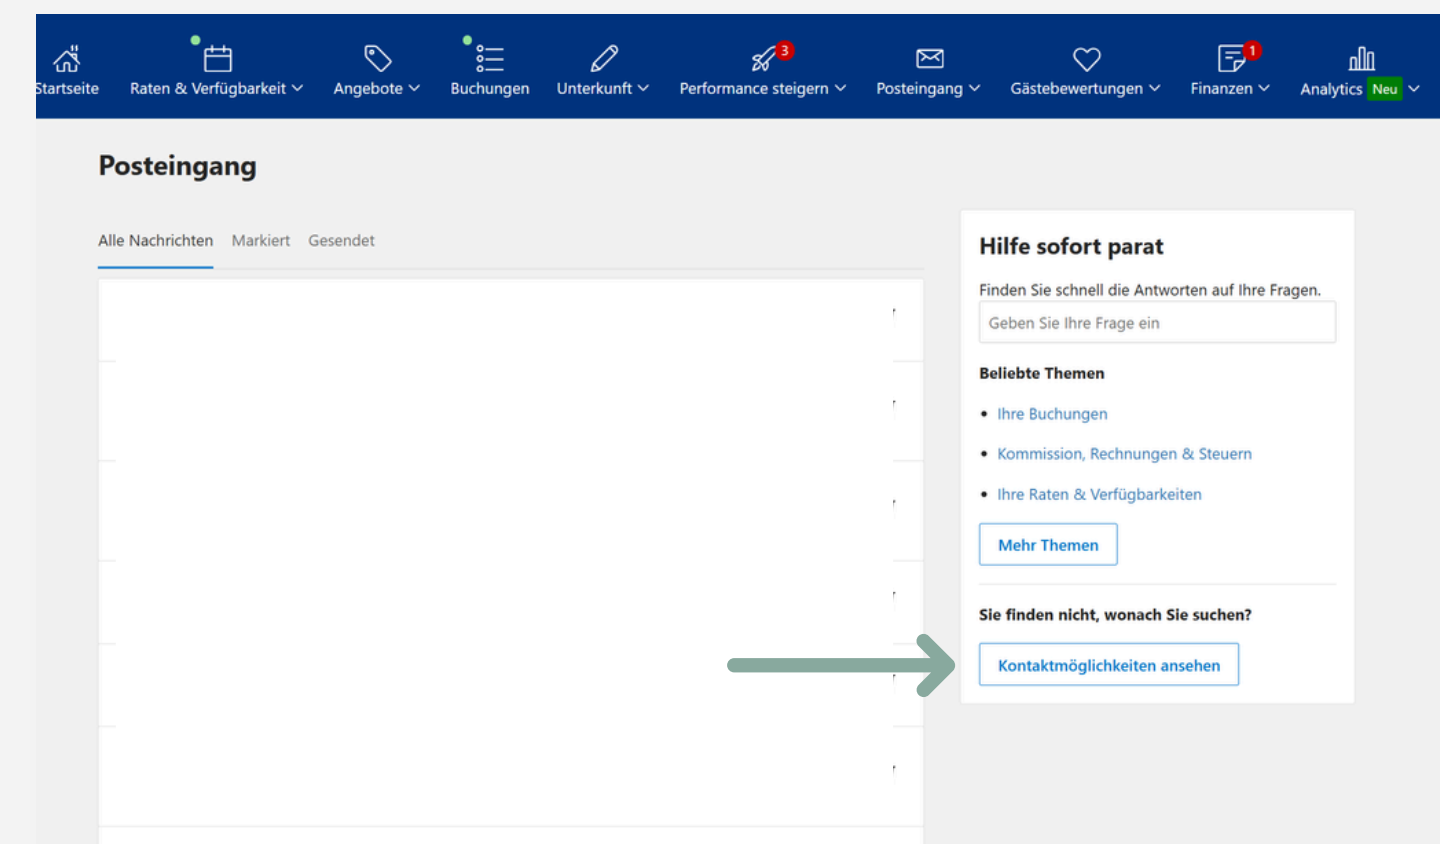 3
1
Startseite
Raten & Verfügbarkeit
Angebote
Buchungen
Unterkunft
Performance steigern
Posteingang
Gästebewertungen
Finanzen
Analytics Neu
Posteingang
Alle Nachrichten
Markiert
Gesendet
Hilfe sofort parat
Finden Sie schnell die Antworten auf Ihre Fragen.
Geben Sie Ihre Frage ein
Beliebte Themen
• Ihre Buchungen
• Kommission, Rechnungen & Steuern
• Ihre Raten & Verfügbarkeiten
Mehr Themen
Sie finden nicht, wonach Sie suchen?
Kontaktmöglichkeiten ansehen